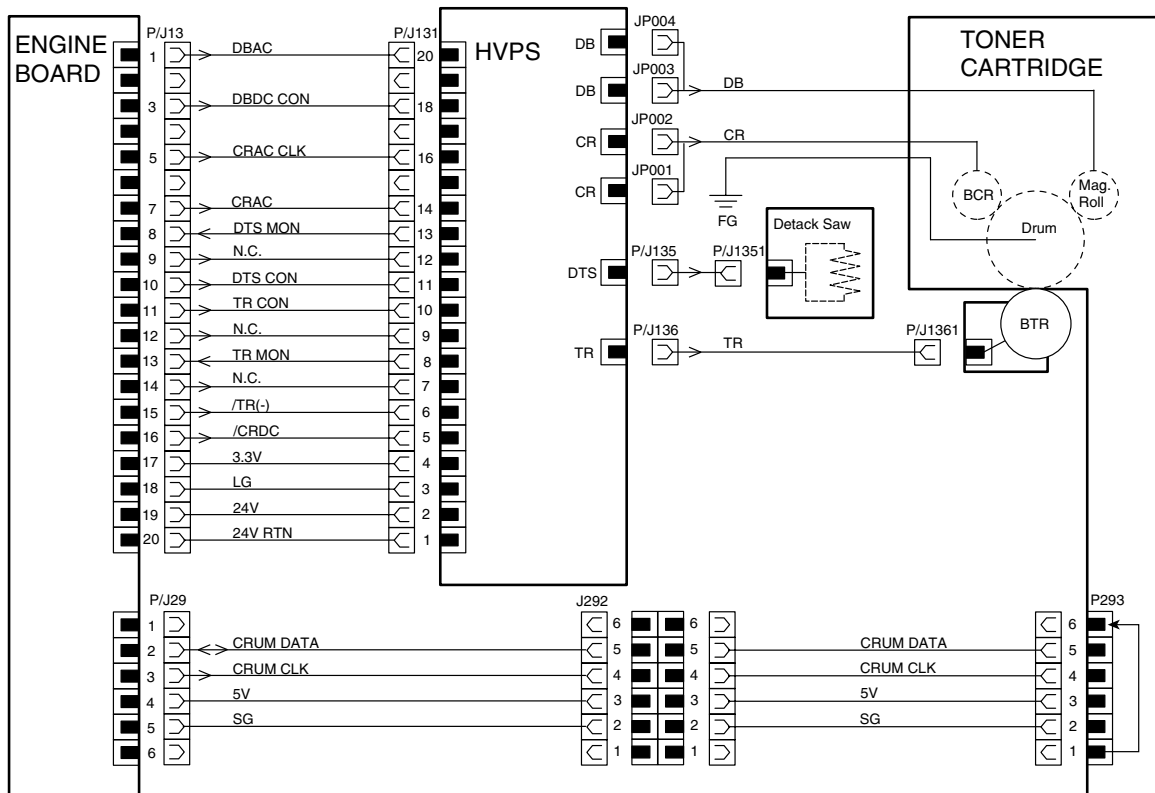 ENGINE
BOARD
P/J13
P/J131
HVPS
JP004
TONER
CARTRIDGE
1 DBAC 20
DB
JP003
DB
DB
3 DBDC CON 18
JP002
CR
CR
5 CRAC CLK 16
JP001
CR
FG
BCR
Mag.
Roll
Drum
7 CRAC 14
8 DTS MON 13
9 N.C. 12
10 DTS CON 11
11 TR CON 10
12 N.C. 9
13 TR MON 8
14 N.C. 7
15 /TR(-) 6
16 /CRDC 5
17 3.3V 4
18 LG 3
19 24V 2
20 24V RTN 1
Detack Saw
P/J135
P/J1351
DTS
P/J136
P/J1361
TR
TR
BTR
P/J29
J292
P293
1 6 6 6
2 CRUM DATA 5 5 CRUM DATA 5
3 CRUM CLK 4 4 CRUM CLK 4
4 5V 3 3 5V 3
5 SG 2 2 SG 2
6 1 1 1